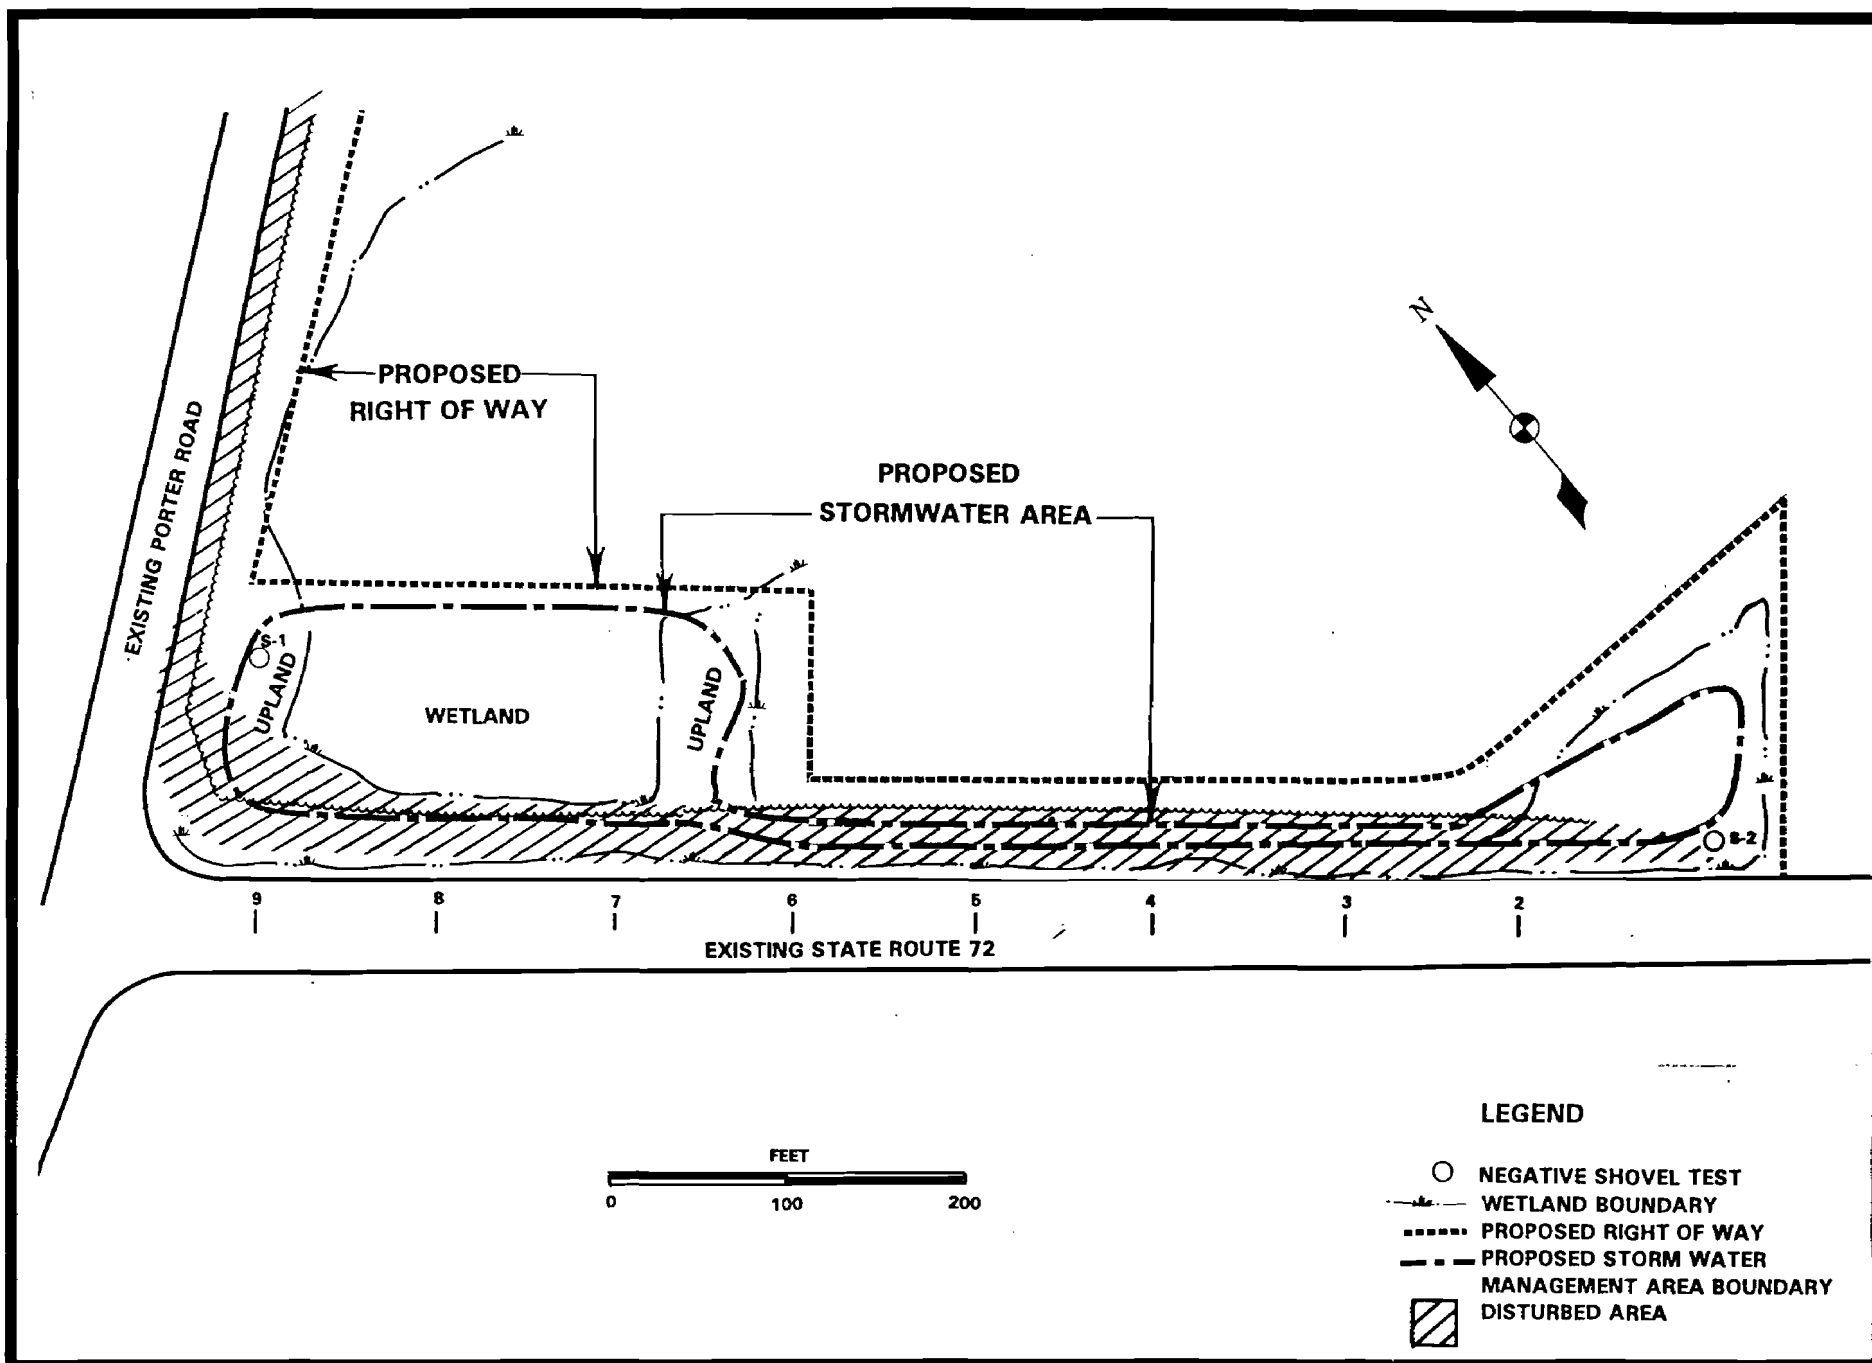 N
PROPOSED
RIGHT OF WAY
EXISTING PORTER ROAD
PROPOSED
STORMWATER AREA
S-1
UPLAND
WETLAND
UPLAND
S-2
9 8 7 6 5 4 3 2
EXISTING STATE ROUTE 72
FEET
0 100 200
LEGEND
NEGATIVE SHOVEL TEST
WETLAND BOUNDARY
PROPOSED RIGHT OF WAY
PROPOSED STORM WATER
MANAGEMENT AREA BOUNDARY
DISTURBED AREA